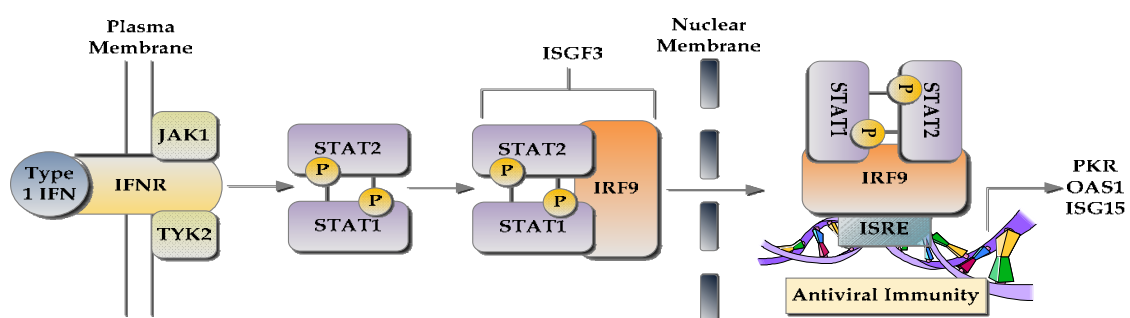 Plasma
Membrane
JAK1
Type
1 IFN
IFNR
TYK2
STAT2
P
P
STAT1
ISGF3
STAT2
P
P
STAT1
IRF9
Nuclear
Membrane
STAT1
STAT2
P
P
IRF9
ISRE
Antiviral Immunity
PKR
OAS1
ISG15